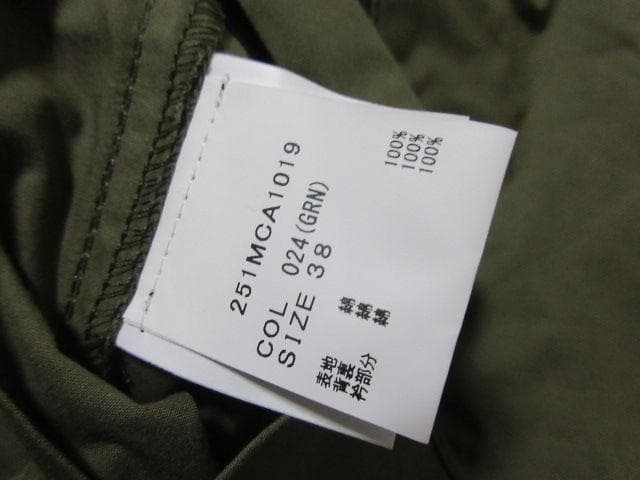 251MCA1019
COL 024(GRN)
SIZE 38
表地 綿 100%
背裏 綿 100%
衿部分 綿 100%